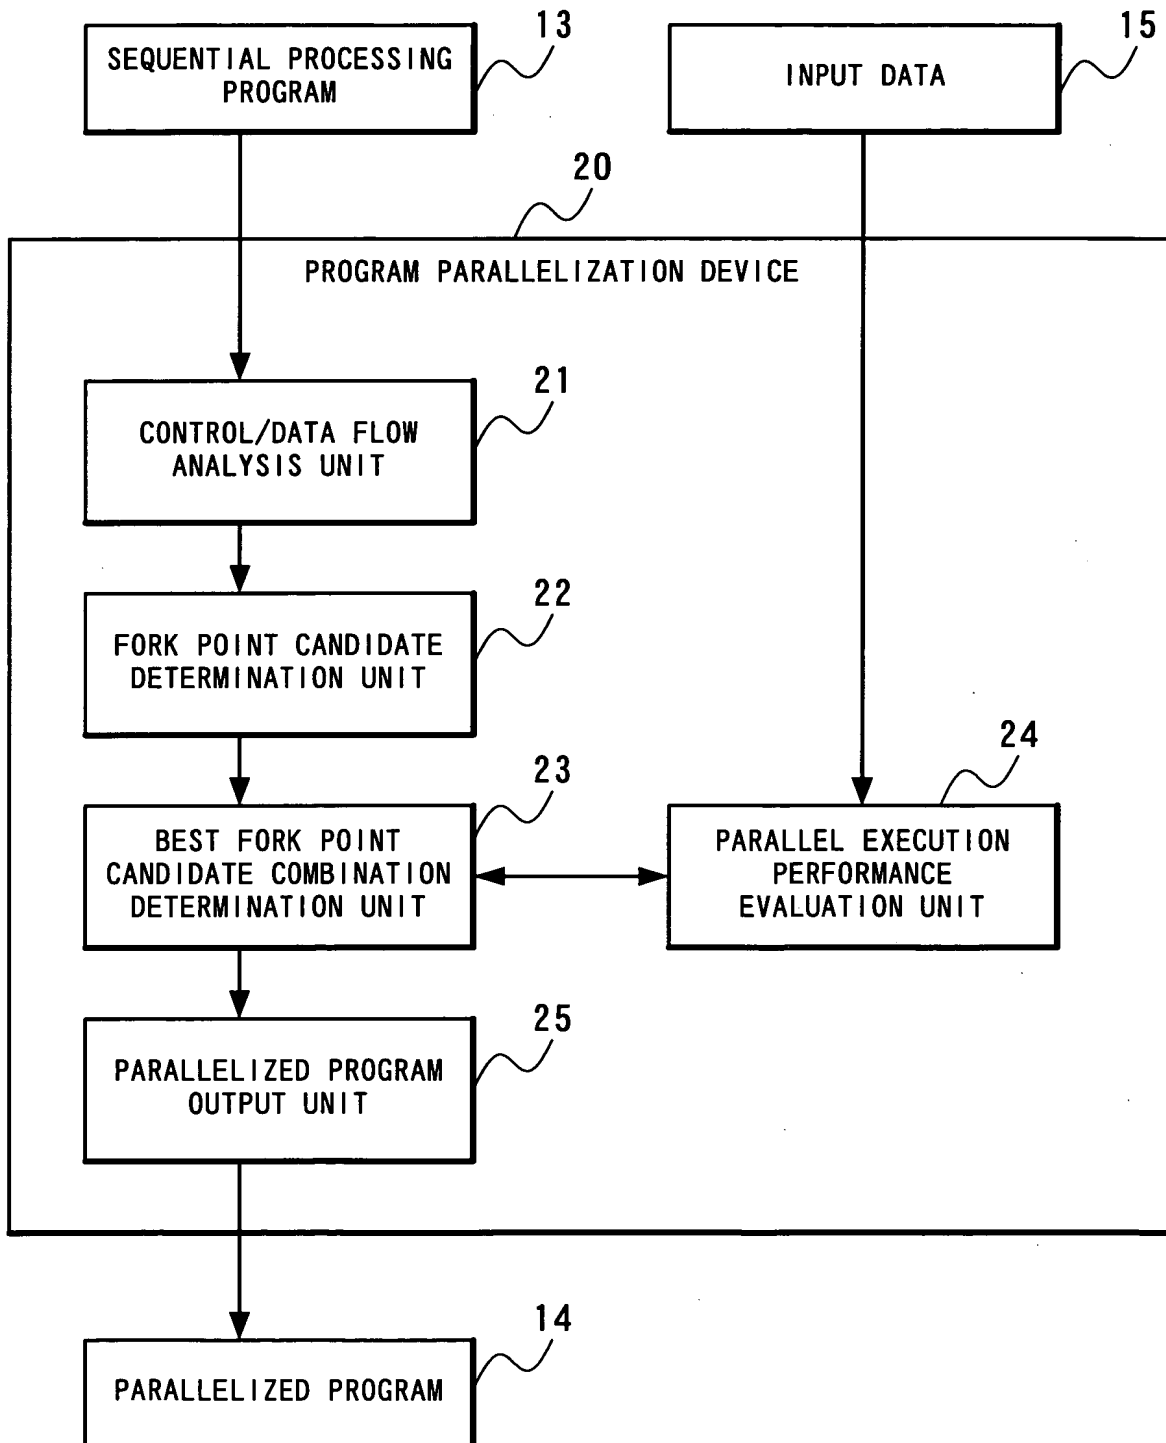 13
SEQUENTIAL PROCESSING
PROGRAM
15
INPUT DATA
20
PROGRAM PARALLELIZATION DEVICE
21
CONTROL/DATA FLOW
ANALYSIS UNIT
22
FORK POINT CANDIDATE
DETERMINATION UNIT
23
BEST FORK POINT
CANDIDATE COMBINATION
DETERMINATION UNIT
24
PARALLEL EXECUTION
PERFORMANCE
EVALUATION UNIT
25
PARALLELIZED PROGRAM
OUTPUT UNIT
14
PARALLELIZED PROGRAM